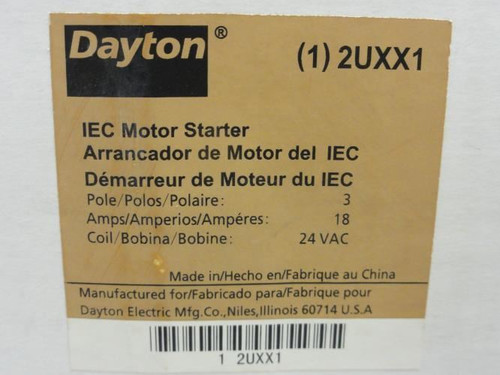 Dayton® (1) 2UXX1
IEC Motor Starter
Arrancador de Motor del IEC
Démarreur de Moteur du IEC
Pole/Polos/Polaire: 3
Amps/Amperios/Ampéres: 18
Coil/Bobina/Bobine: 24 VAC
Made in/Hecho en/Fabrique au China
Manufactured for/Fabricado para/Fabrique pour
Dayton Electric Mfg.Co.,Niles,Illinois 60714 U.S.A
1 2UXX1